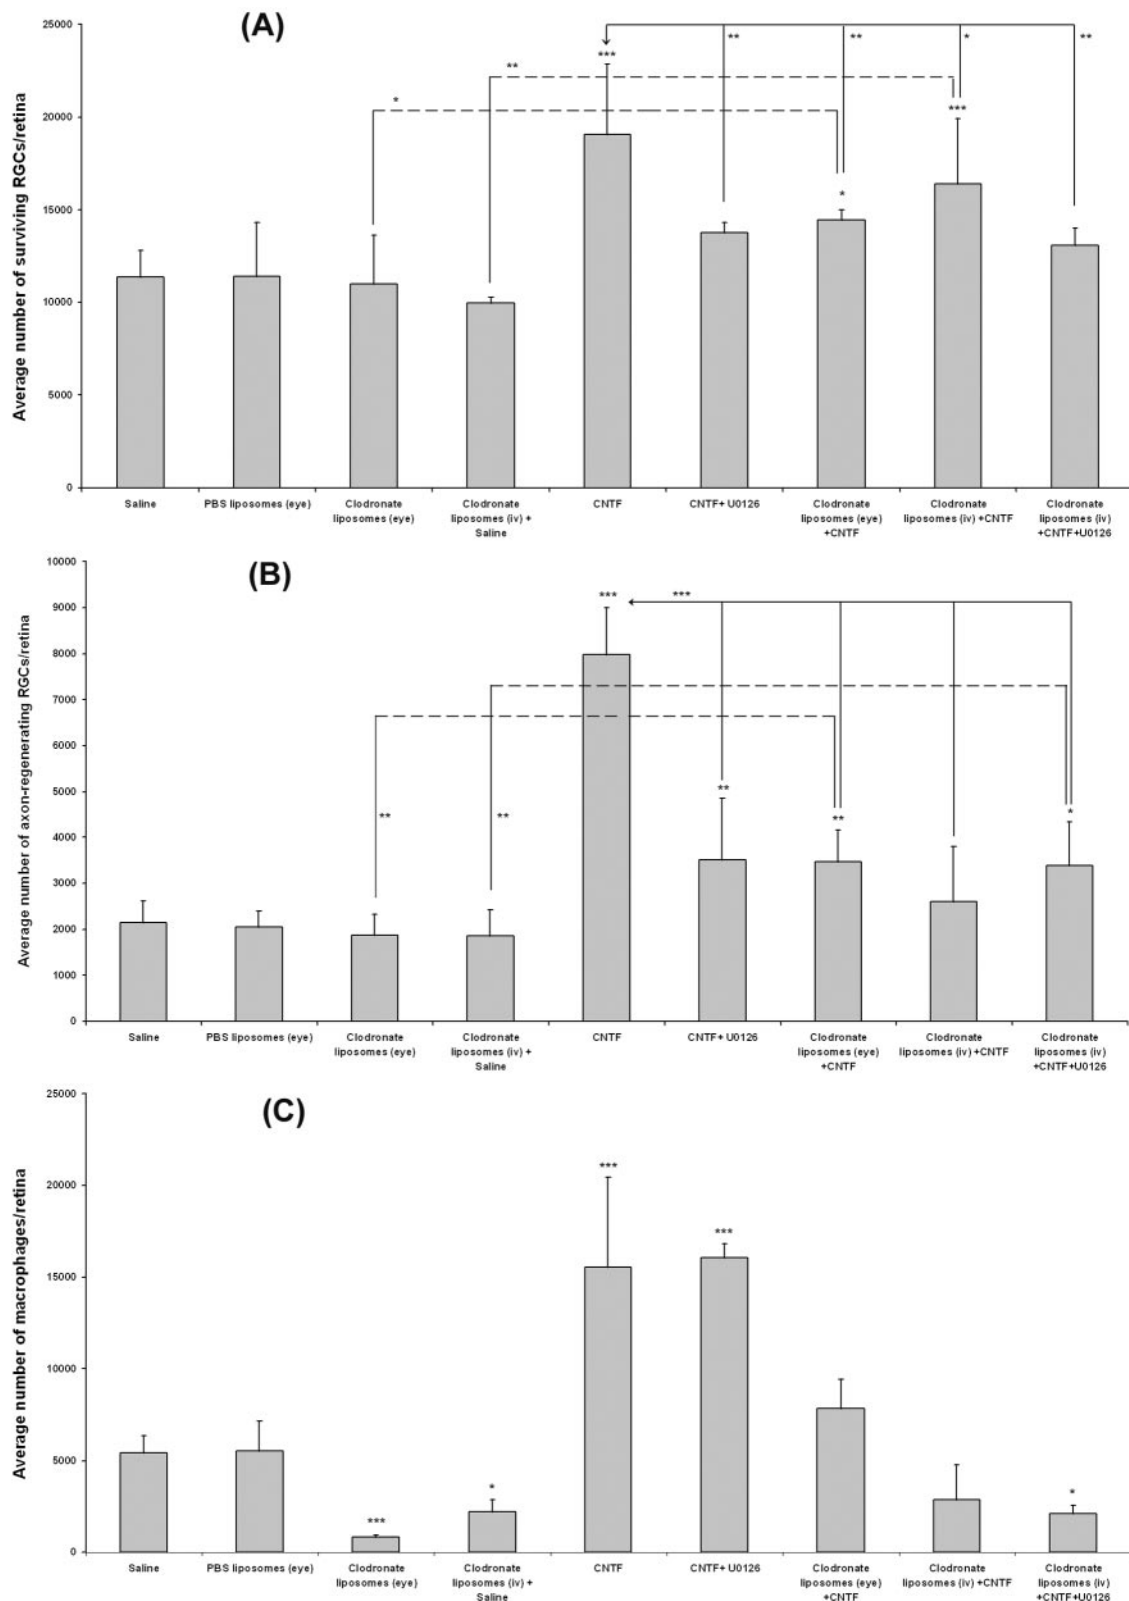 (A)
Average number of surviving RGCs/retina
25000
20000
15000
10000
5000
0
*
**
***
**
**
*
**
*
***
Saline
PBS liposomes (eye)
Clodronate
liposomes (eye)
Clodronate
liposomes (iv) +
Saline
CNTF
CNTF+ U0126
Clodronate
liposomes (eye)
+CNTF
Clodronate
liposomes (iv) +CNTF
Clodronate
liposomes (iv)
+CNTF+U0126
(B)
Average number of axon-regenerating RGCs/retina
10000
9000
8000
7000
6000
5000
4000
3000
2000
1000
0
***
***
**
**
**
**
*
Saline
PBS liposomes (eye)
Clodronate
liposomes (eye)
Clodronate
liposomes (iv) +
Saline
CNTF
CNTF+ U0126
Clodronate
liposomes (eye)
+CNTF
Clodronate
liposomes (iv) +CNTF
Clodronate
liposomes (iv)
+CNTF+U0126
(C)
Average number of macrophages/retina
25000
20000
15000
10000
5000
0
***
*
***
***
*
Saline
PBS liposomes (eye)
Clodronate
liposomes (eye)
Clodronate
liposomes (iv) +
Saline
CNTF
CNTF+ U0126
Clodronate
liposomes (eye)
+CNTF
Clodronate
liposomes (iv) +CNTF
Clodronate
liposomes (iv)
+CNTF+U0126